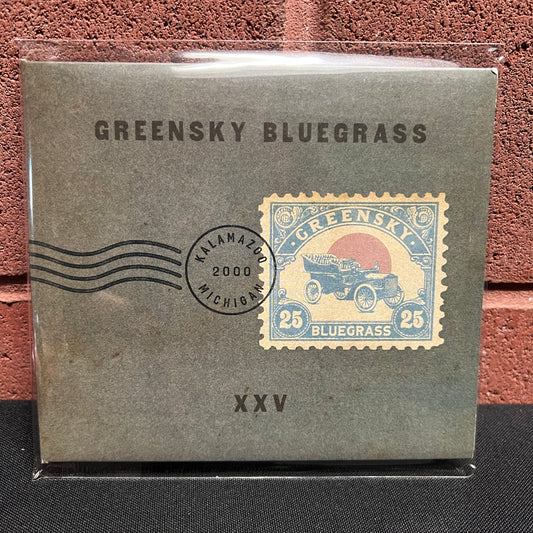 GREENSKY BLUEGRASS
KALAMAZOO
2000
MICHIGAN
GREENSKY
25
25
BLUEGRASS
XXV